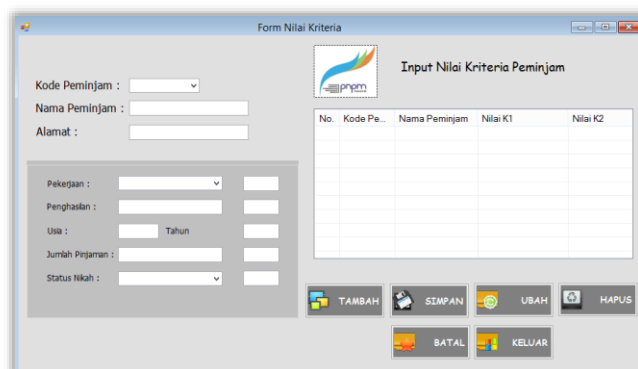 Form Nilai Kriteria
pnpm
Input Nilai Kriteria Peminjam
Kode Peminjam :
Nama Peminjam :
Alamat :
No. Kode Pe... Nama Peminjam Nilai K1 Nilai K2
Pekerjaan :
Penghasilan :
Usia : Tahun
Jumlah Pinjaman :
Status Nikah :
TAMBAH SIMPAN UBAH HAPUS
BATAL KELUAR